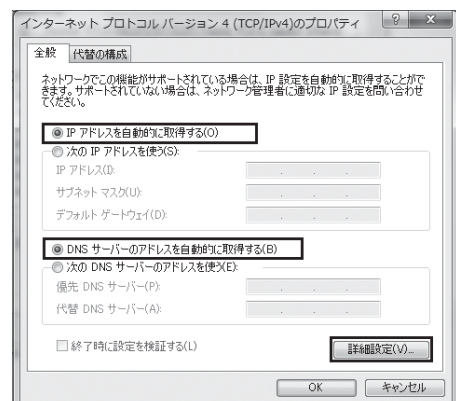 インターネット プロトコル バージョン 4 (TCP/IPv4)のプロパティ
全般
代替の構成
ネットワークでこの機能がサポートされている場合は、IP 設定を自動的に取得することがで
きます。サポートされていない場合は、ネットワーク管理者に適切な IP 設定を問い合わせ
てください。
IP アドレスを自動的に取得する(O)
次の IP アドレスを使う(S):
IP アドレス(I):
サブネット マスク(U):
デフォルト ゲートウェイ(D):
DNS サーバーのアドレスを自動的に取得する(B)
次の DNS サーバーのアドレスを使う(E):
優先 DNS サーバー(P):
代替 DNS サーバー(A):
終了時に設定を検証する(L)
詳細設定(V)...
OK
キャンセル